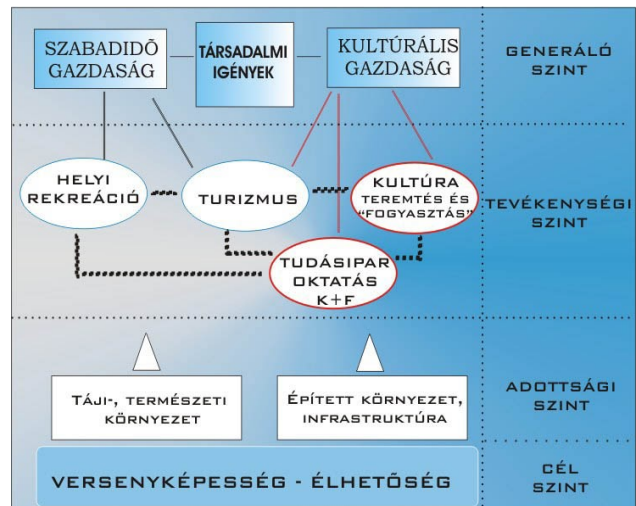 SZABADIDŐ
GAZDASÁG
TÁRSADALMI
IGÉNYEK
KULTÚRÁLIS
GAZDASÁG
GENERÁLÓ
SZINT
HELYI
REKREÁCIÓ
TURIZMUS
KULTÚRA
TEREMTÉS ÉS
"FOGYASZTÁS"
TEVÉKENYSÉGI
SZINT
TUDÁSIPAR
OKTATÁS
K+F
TÁJI-, TERMÉSZETI
KÖRNYEZET
ÉPÍTETT KÖRNYEZET,
INFRASTRUKTÚRA
ADOTTSÁGI
SZINT
VERSENYKÉPESSÉG - ÉLHETŐSÉG
CÉL
SZINT